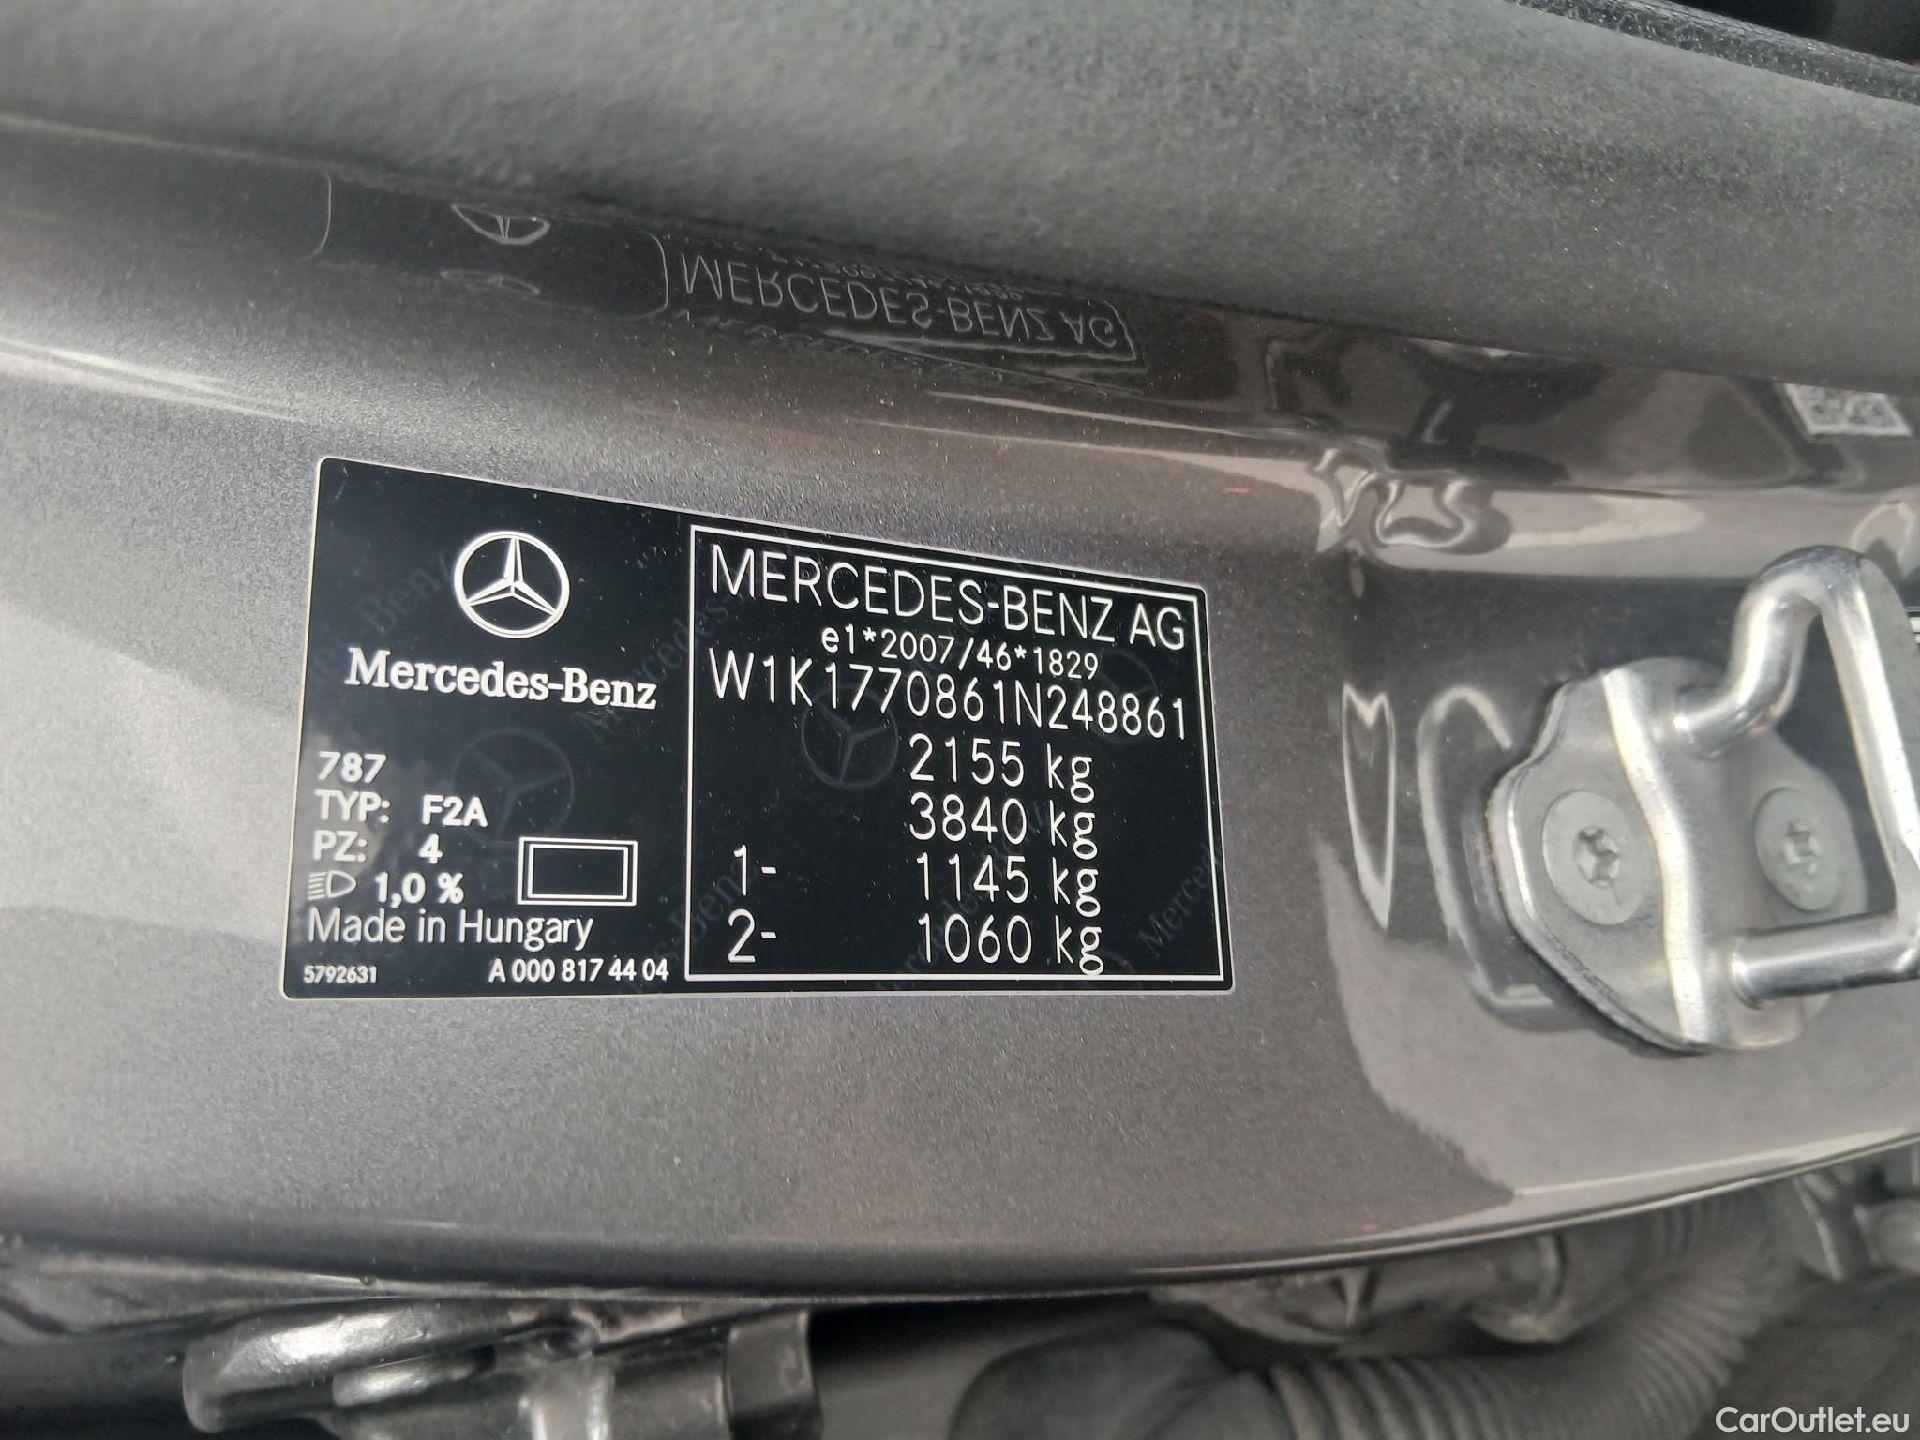 MERCEDES-BENZ AG
Mercedes-Benz
787
TYP: F2A
PZ: 4
1,0 %
Made in Hungary
5792631 A 000 817 44 04
MERCEDES-BENZ AG
e1*2007/46*1829
W1K1770861N248861
2155 kg
3840 kg
1- 1145 kg
2- 1060 kg
CarOutlet.eu